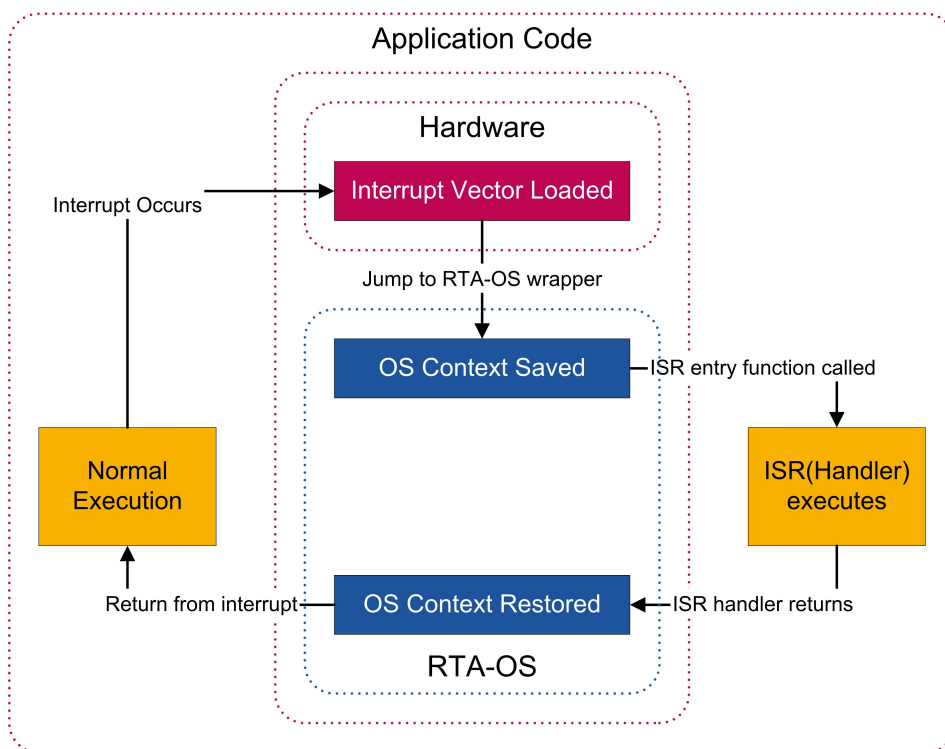 Application Code
Hardware
Interrupt Vector Loaded
Interrupt Occurs
Jump to RTA-OS wrapper
OS Context Saved
ISR entry function called
Normal
Execution
ISR(Handler)
executes
Return from interrupt
OS Context Restored
ISR handler returns
RTA-OS